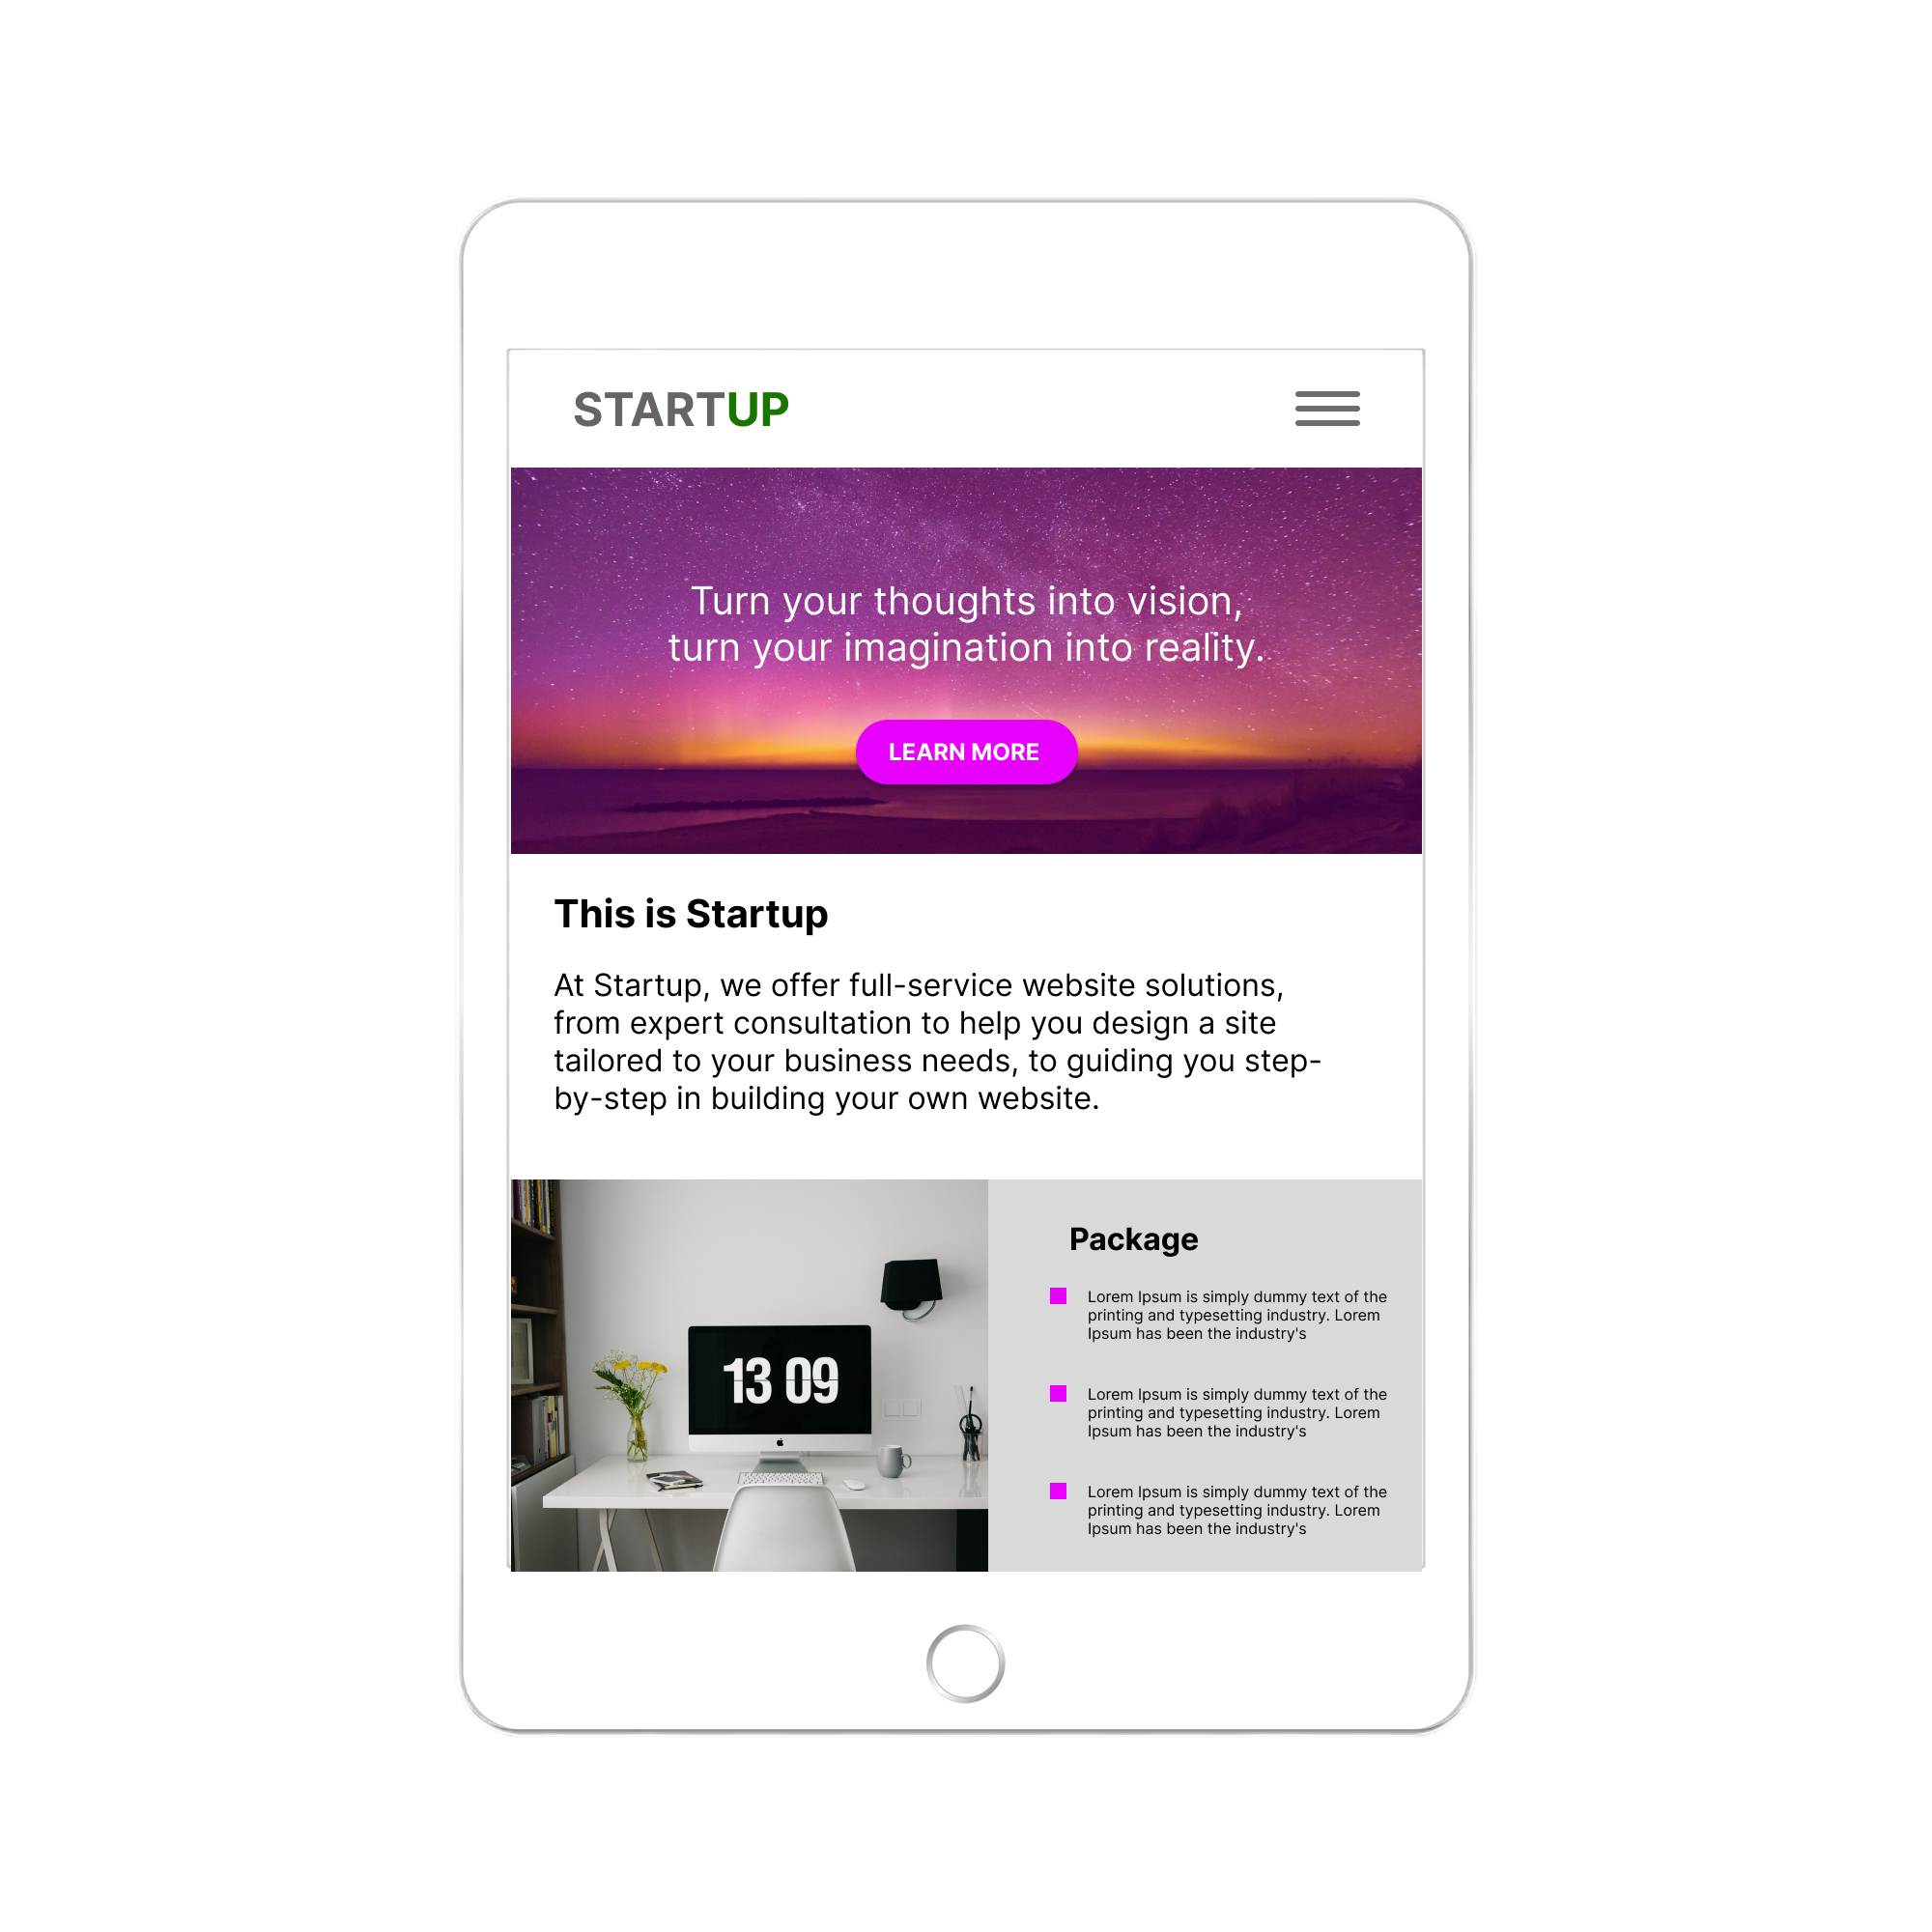 STARTUP
Turn your thoughts into vision,
turn your imagination into reality.
LEARN MORE
This is Startup
At Startup, we offer full-service website solutions,
from expert consultation to help you design a site
tailored to your business needs, to guiding you step-
by-step in building your own website.
13 09
Package
Lorem Ipsum is simply dummy text of the
printing and typesetting industry. Lorem
Ipsum has been the industry's
Lorem Ipsum is simply dummy text of the
printing and typesetting industry. Lorem
Ipsum has been the industry's
Lorem Ipsum is simply dummy text of the
printing and typesetting industry. Lorem
Ipsum has been the industry's